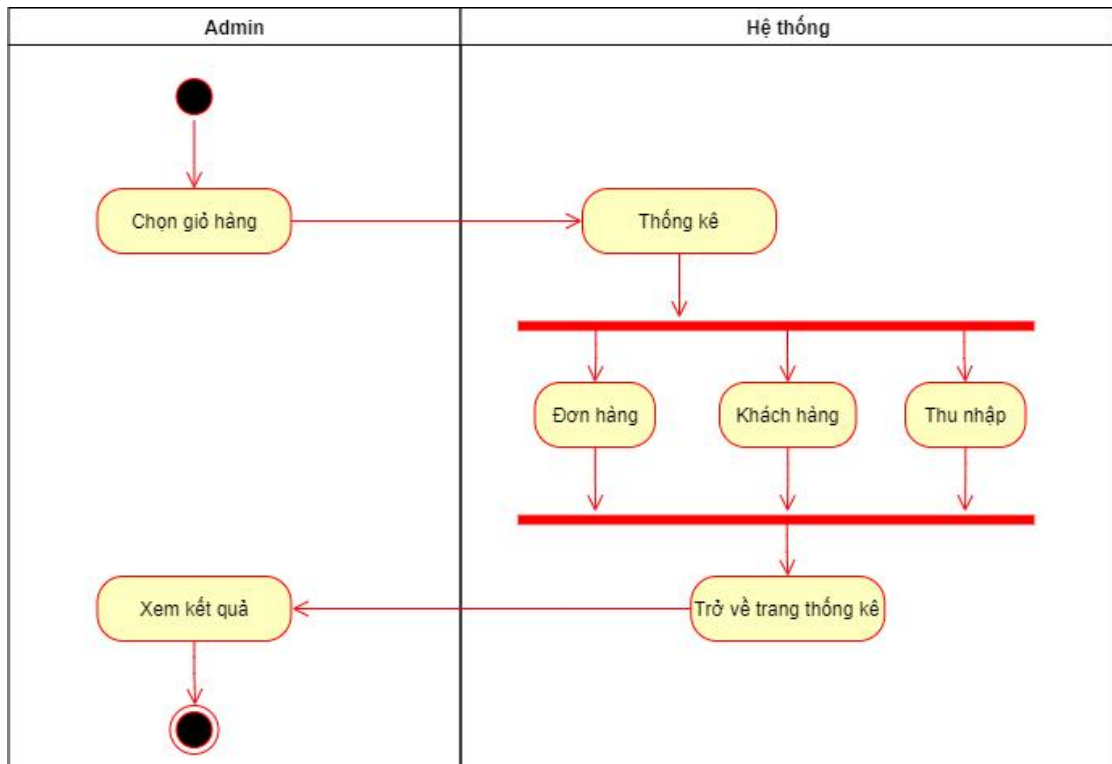 Admin
Hệ thống
Chọn giỏ hàng
Thống kê
Đơn hàng
Khách hàng
Thu nhập
Xem kết quả
Trở về trang thống kê